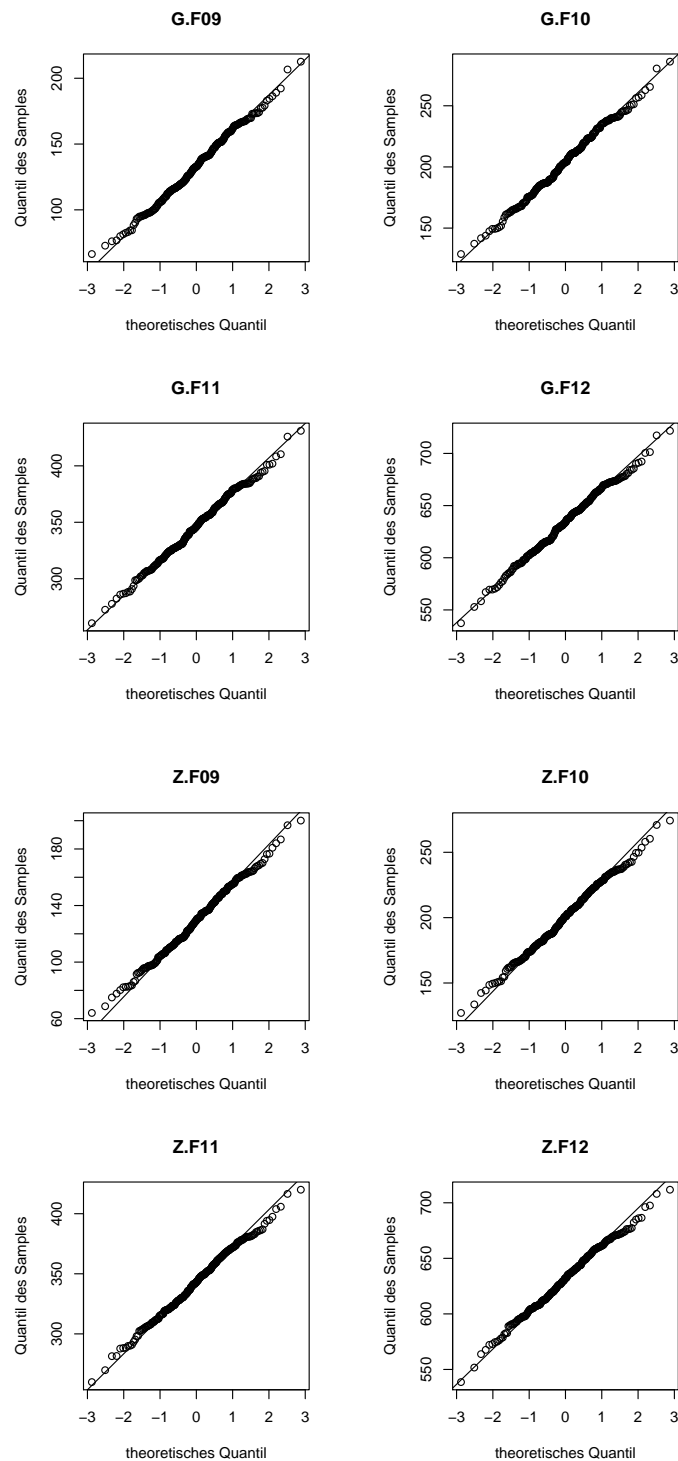 G.F09
Quantil des Samples
200
150
100
−3 −2 −1 0 1 2 3
theoretisches Quantil
G.F10
Quantil des Samples
250
200
150
−3 −2 −1 0 1 2 3
theoretisches Quantil
G.F11
Quantil des Samples
400
350
300
−3 −2 −1 0 1 2 3
theoretisches Quantil
G.F12
Quantil des Samples
700
650
600
550
−3 −2 −1 0 1 2 3
theoretisches Quantil
Z.F09
Quantil des Samples
180
140
100
60
−3 −2 −1 0 1 2 3
theoretisches Quantil
Z.F10
Quantil des Samples
250
200
150
−3 −2 −1 0 1 2 3
theoretisches Quantil
Z.F11
Quantil des Samples
400
350
300
−3 −2 −1 0 1 2 3
theoretisches Quantil
Z.F12
Quantil des Samples
700
650
600
550
−3 −2 −1 0 1 2 3
theoretisches Quantil